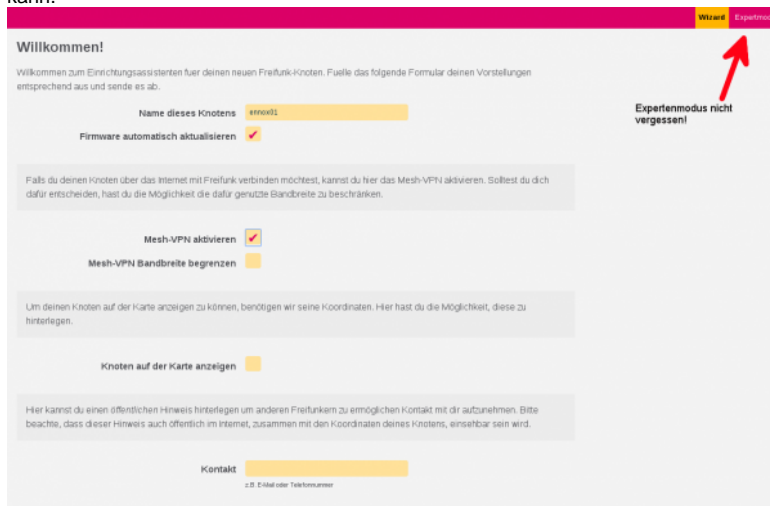 kann.
Wizard Expertmo
Willkommen!
Willkommen zum Einrichtungsassistenten fuer deinen neuen Freifunk-Knoten. Fuelle das folgende Formular deinen Vorstellungen
entsprechend aus und sende es ab.
Name dieses Knotens
Expertenmodus nicht
vergessen!
Firmware automatisch aktualisieren
Falls du deinen Knoten über das Internet mit Freifunk verbinden möchtest, kannst du hier das Mesh-VPN aktivieren. Solltest du dich
dafür entscheiden, hast du die Möglichkeit die dafür genutzte Bandbreite zu beschränken.
Mesh-VPN aktivieren
Mesh-VPN Bandbreite begrenzen
Um deinen Knoten auf der Karte anzeigen zu können, benötigen wir seine Koordinaten. Hier hast du die Möglichkeit, diese zu
hinterlegen.
Knoten auf der Karte anzeigen
Hier kannst du einen öffentlichen Hinweis hinterlegen um anderen Freifunkern zu ermöglichen Kontakt mit dir aufzunehmen. Bitte
beachte, dass dieser Hinweis auch öffentlich im Internet, zusammen mit den Koordinaten deines Knotens, einsehbar sein wird.
Kontakt
z.B. E-Mail oder Telefonnummer